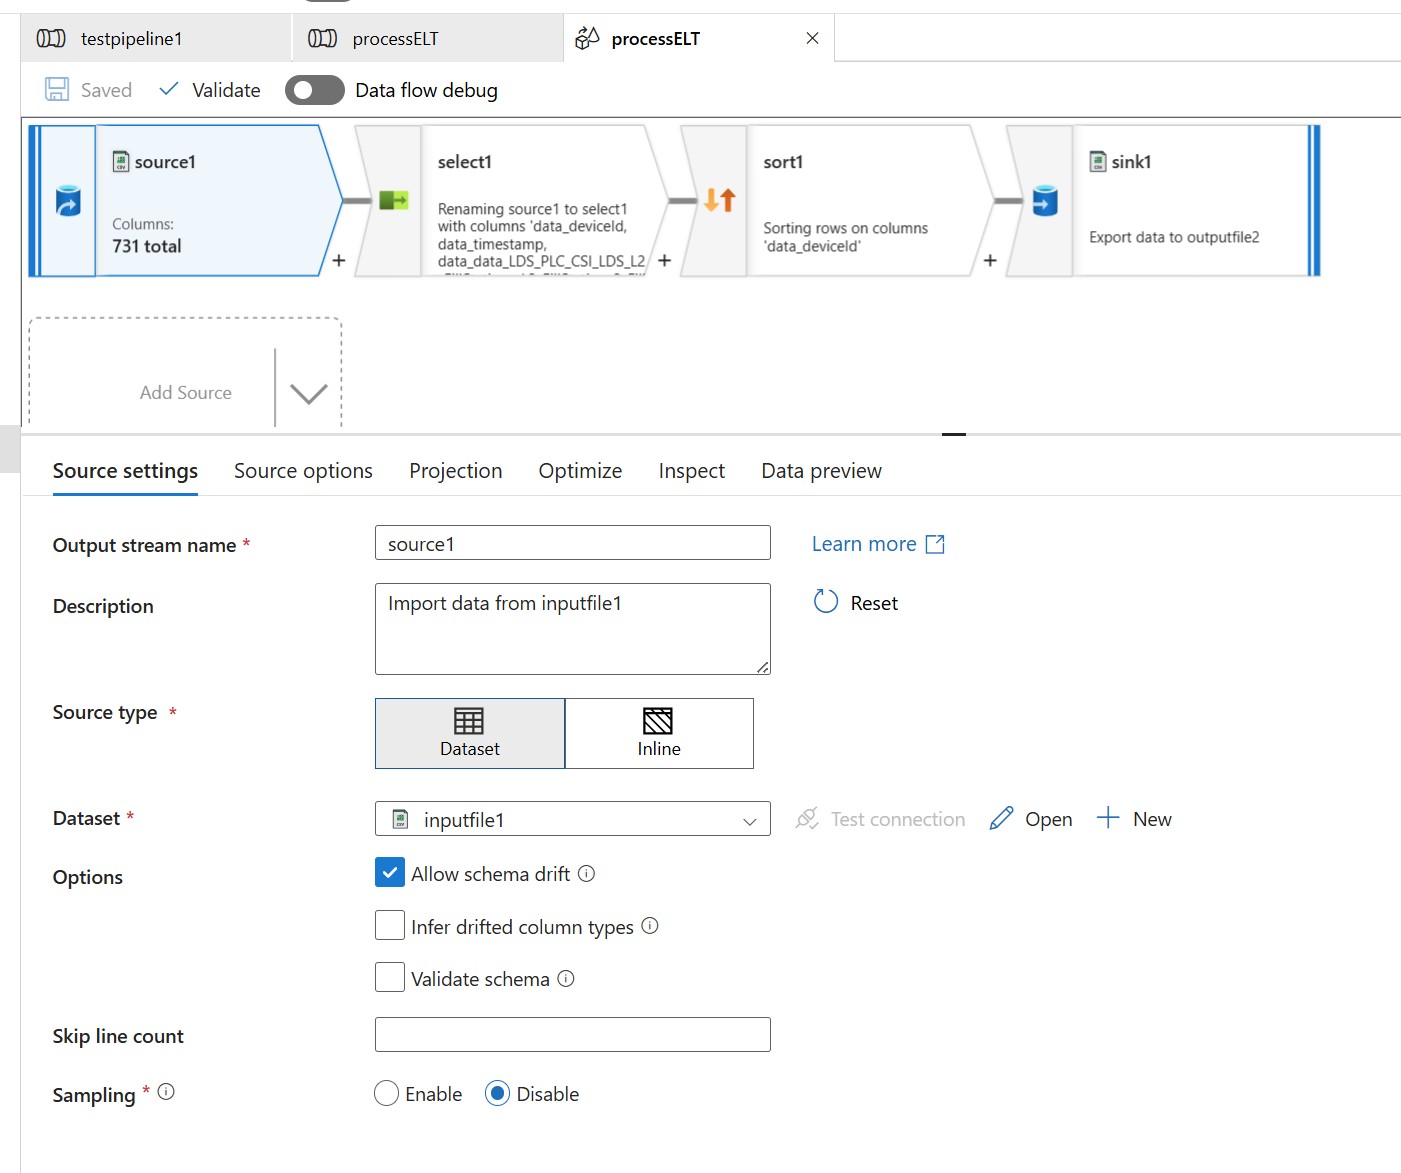 testpipeline1
processELT
processELT
Saved
Validate
Data flow debug
source1
Columns:
731 total
select1
Renaming source1 to select1
with columns 'data_deviceId,
data_timestamp,
data_data_LDS_PLC_CSI_LDS_L2
sort1
Sorting rows on columns
'data_deviceId'
sink1
Export data to outputfile2
+
+
+
Add Source
Source settings
Source options
Projection
Optimize
Inspect
Data preview
Output stream name *
source1
Learn more
Description
Import data from inputfile1
Reset
Source type *
Dataset
Inline
Dataset *
inputfile1
Test connection
Open
New
Options
Allow schema drift
Infer drifted column types
Validate schema
Skip line count
Sampling *
Enable
Disable